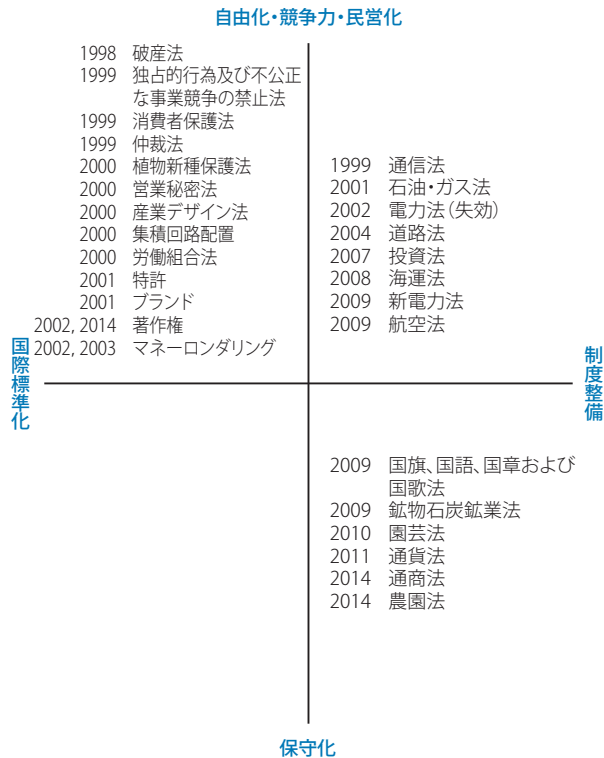 自由化・競争力・民営化
1998 破産法
1999 独占的行為及び不公正
な事業競争の禁止法
1999 消費者保護法
1999 仲裁法
2000 植物新種保護法
2000 営業秘密法
2000 産業デザイン法
2000 集積回路配置
2000 労働組合法
2001 特許
2001 ブランド
2002, 2014 著作権
2002, 2003 マネーロンダリング
1999 通信法
2001 石油・ガス法
2002 電力法(失効)
2004 道路法
2007 投資法
2008 海運法
2009 新電力法
2009 航空法
国際標準化
制度整備
2009 国旗、国語、国章および
国歌法
2009 鉱物石炭鉱業法
2010 園芸法
2011 通貨法
2014 通商法
2014 農園法
保守化